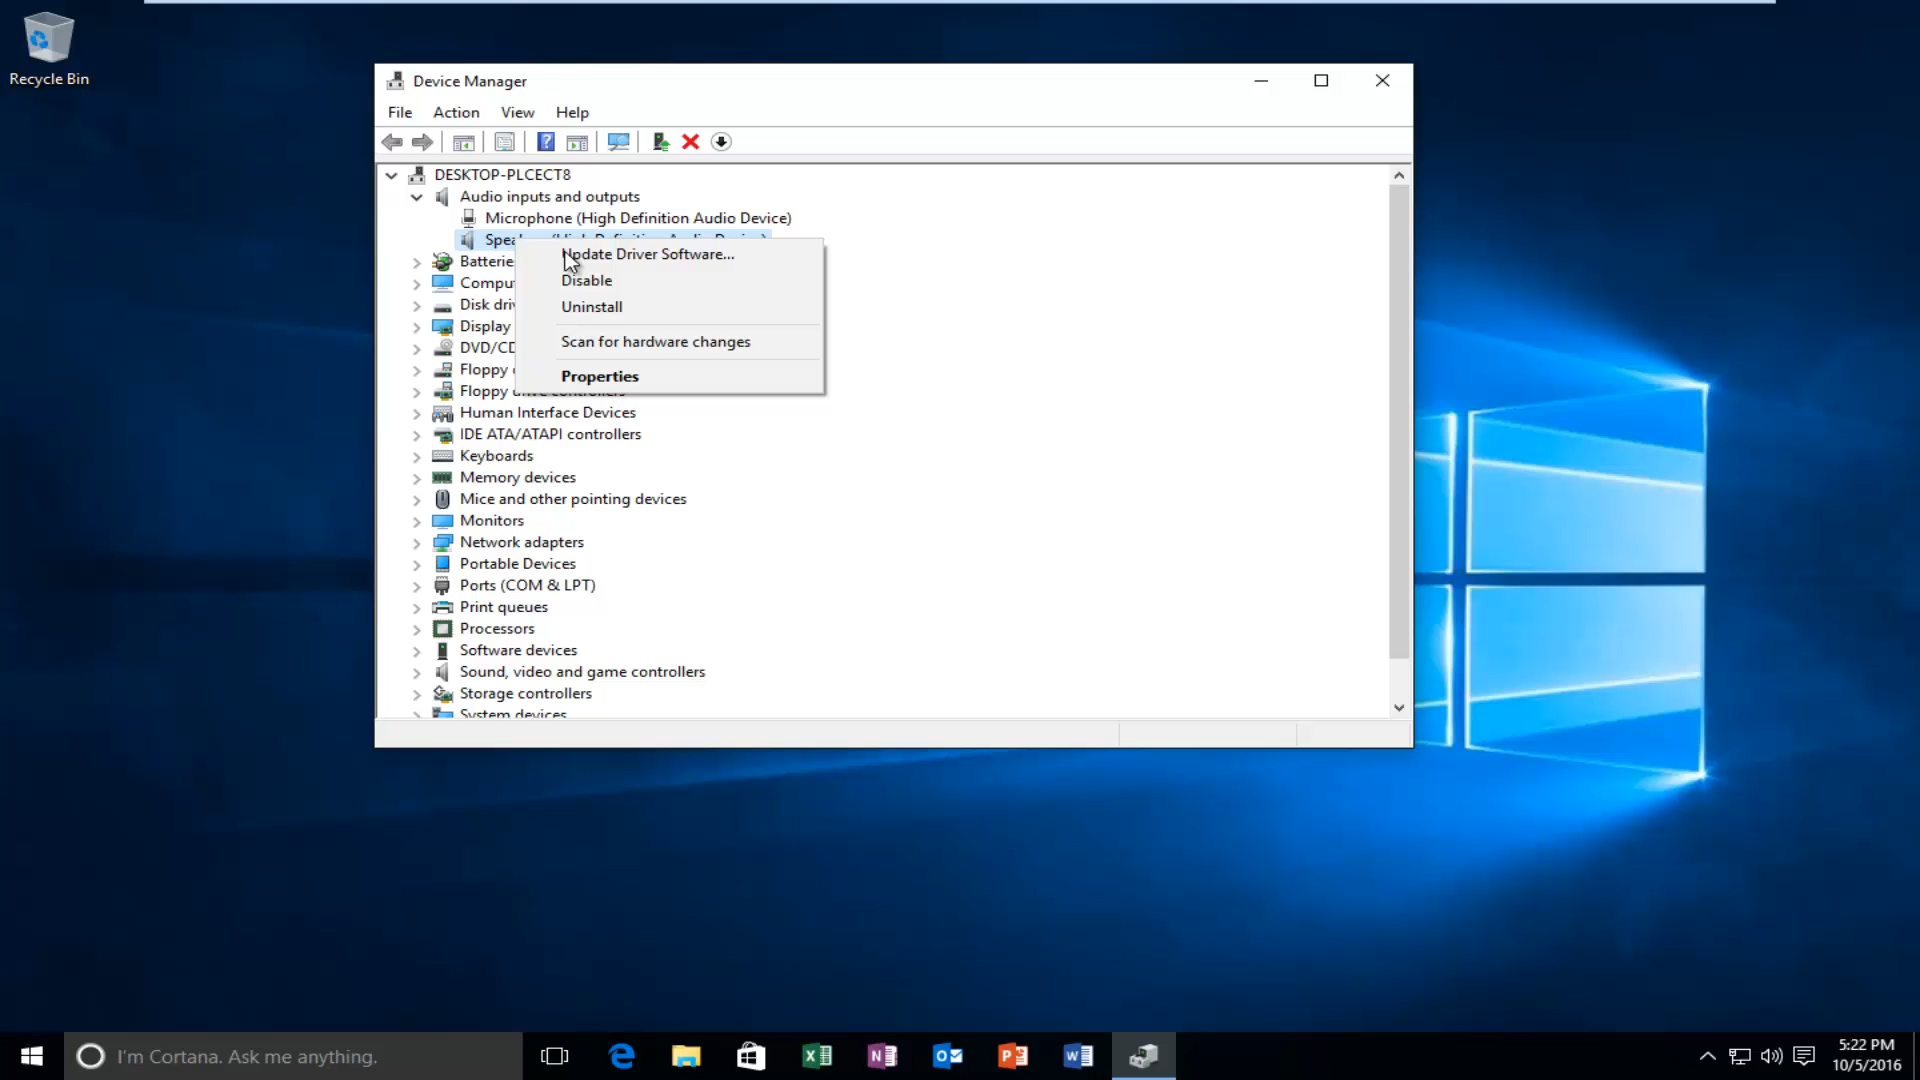 Recycle Bin
Device Manager
File Action View Help
DESKTOP-PLCECT8
Audio inputs and outputs
Microphone (High Definition Audio Device)
Update Driver Software...
Disable
Uninstall
Scan for hardware changes
Properties
Display
Human Interface Devices
IDE ATA/ATAPI controllers
Keyboards
Memory devices
Mice and other pointing devices
Monitors
Network adapters
Portable Devices
Ports (COM & LPT)
Print queues
Processors
Software devices
Sound, video and game controllers
Storage controllers
System devices
I'm Cortana. Ask me anything.
5:22 PM
10/5/2016